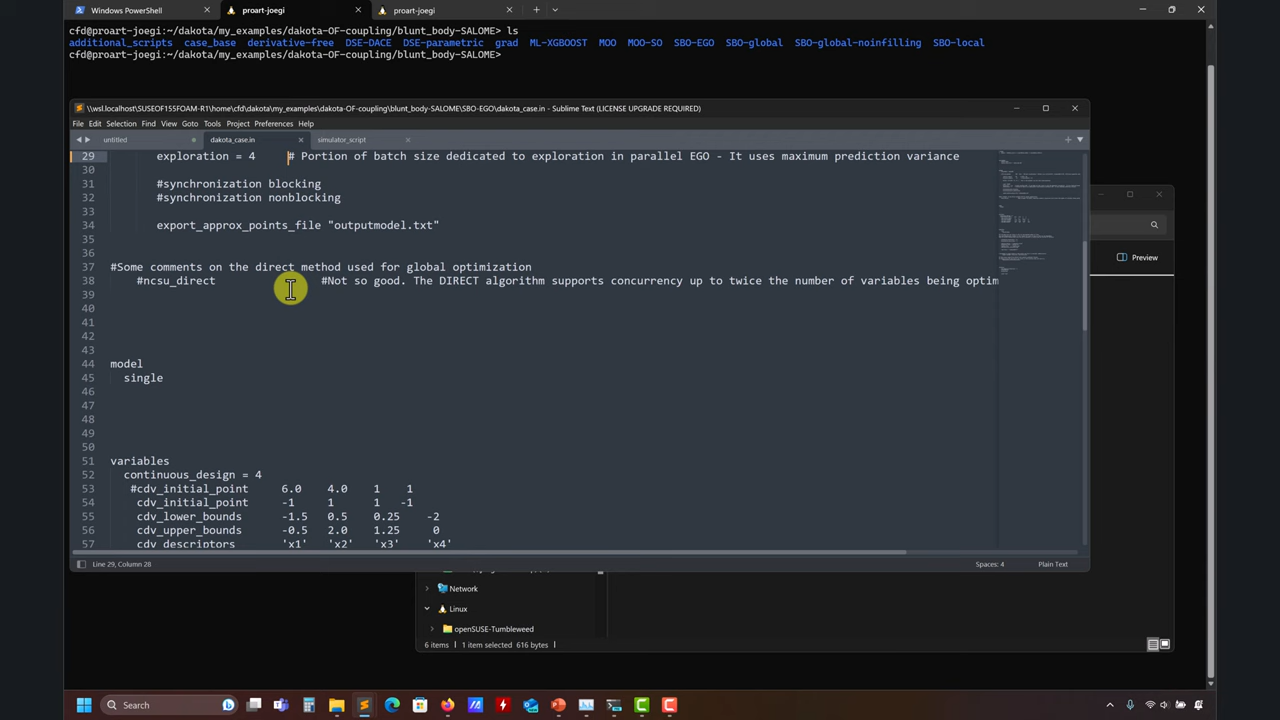 Windows PowerShell
proart-joegi
proart-joegi
cfd@proart-joegi:~/dakota/my_examples/dakota-OF-coupling/blunt_body-SALOME> ls
additional_scripts case_base derivative-free DSE-DACE DSE-parametric grad ML-XGBOOST MOO MOO-SO SBO-EGO SBO-global SBO-global-noinfilling SBO-local
cfd@proart-joegi:~/dakota/my_examples/dakota-OF-coupling/blunt_body-SALOME>
\\wsl.localhost\SUSEOF155FOAM-R1\home\cfd\dakota\my_examples\dakota-OF-coupling\blunt_body-SALOME\SBO-EGO\dakota_case.in - Sublime Text (LICENSE UPGRADE REQUIRED)
File Edit Selection Find View Goto Tools Project Preferences Help
untitled
dakota_case.in
simulator_script
29 exploration = 4 # Portion of batch size dedicated to exploration in parallel EGO - It uses maximum prediction variance
30
31 #synchronization blocking
32 #synchronization nonblocking
33
34 export_approx_points_file "outputmodel.txt"
35
36
37 #Some comments on the direct method used for global optimization
38 #ncsu_direct #Not so good. The DIRECT algorithm supports concurrency up to twice the number of variables being optim
39
40
41
42
43
44 model
45 single
46
47
48
49
50
51 variables
52 continuous_design = 4
53 #cdv_initial_point 6.0 4.0 1 1
54 cdv_initial_point -1 1 1 -1
55 cdv_lower_bounds -1.5 0.5 0.25 -2
56 cdv_upper_bounds -0.5 2.0 1.25 0
57 cdv_descriptors 'x1' 'x2' 'x3' 'x4'
Line 29, Column 28
Spaces: 4
Plain Text
Preview
Network
Linux
openSUSE-Tumbleweed
6 items 1 item selected 616 bytes
Search